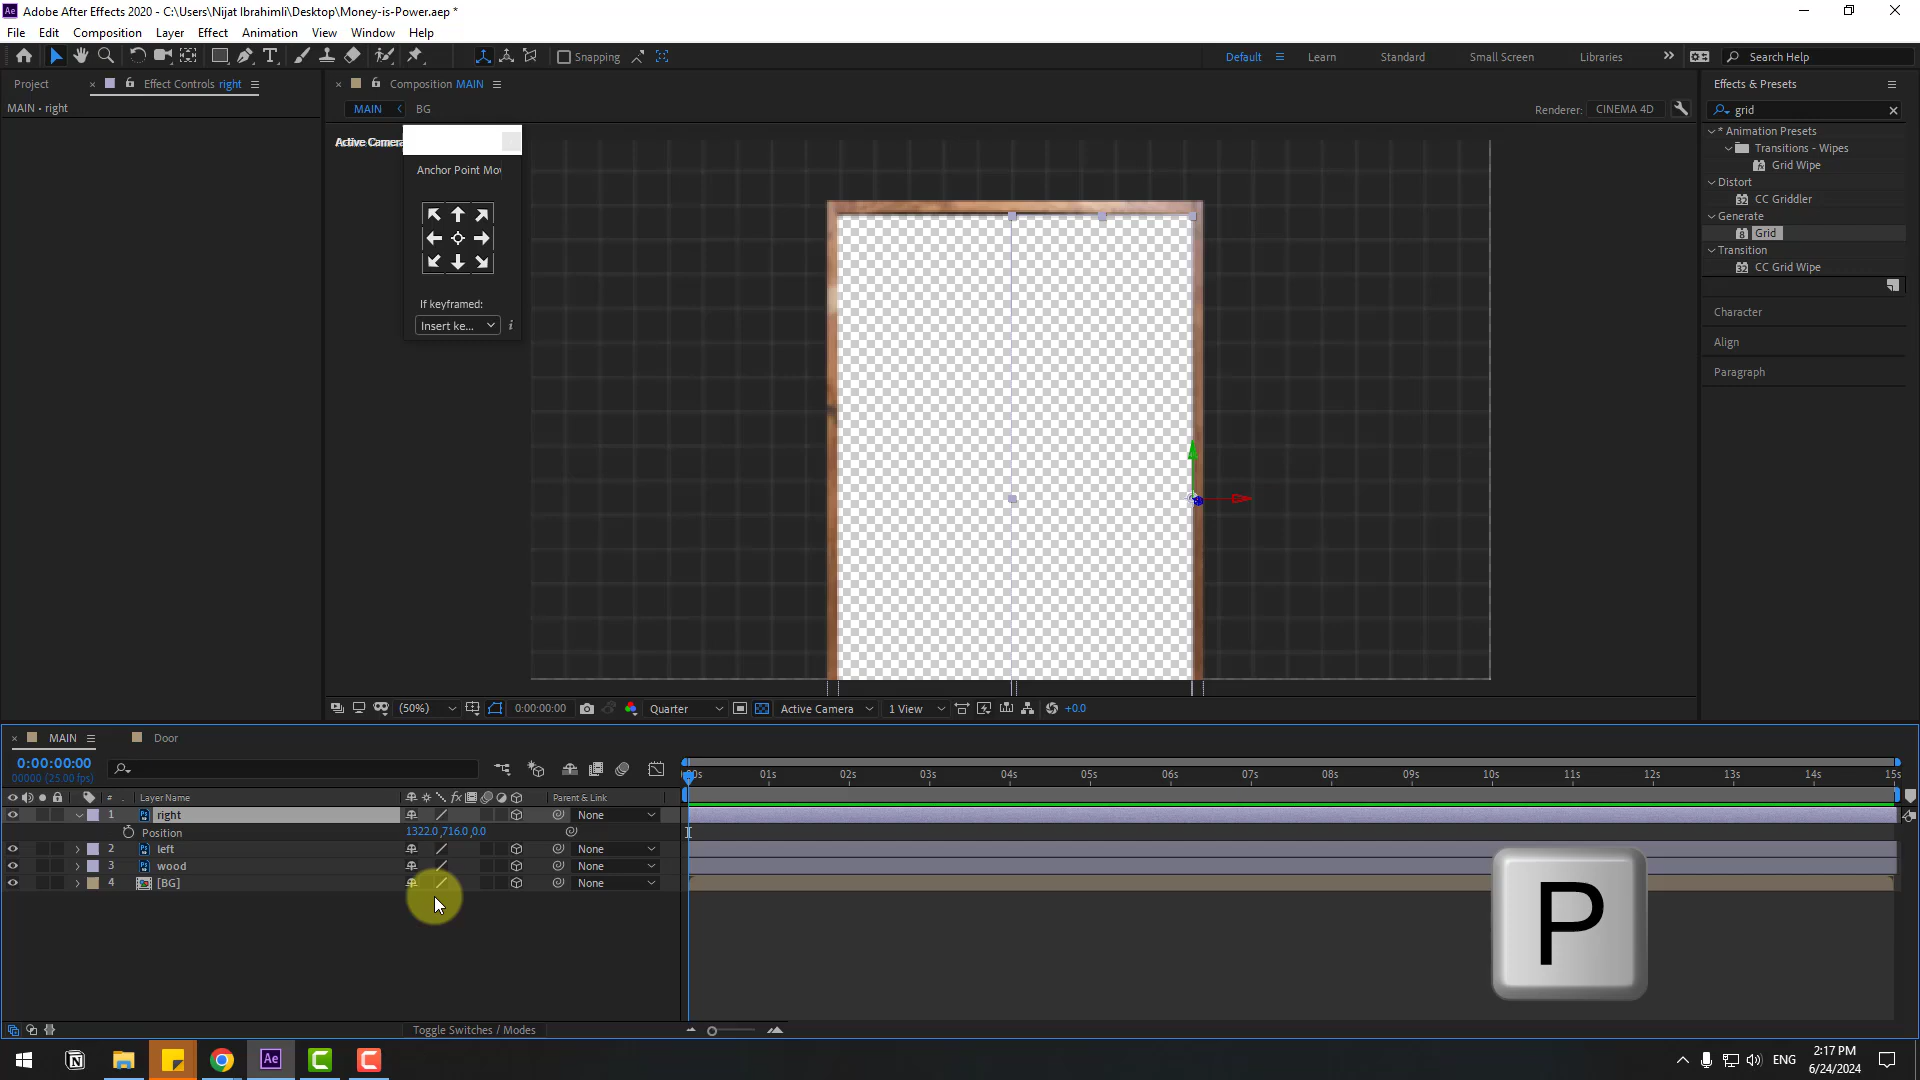 Adobe After Effects 2020 - C:\Users\Nijat Ibrahimli\Desktop\Money-is-Power.aep *
File Edit Composition Layer Effect Animation View Window Help
Snapping
Default Learn Standard Small Screen Libraries Search Help
Project Effect Controls right
MAIN • right
Composition MAIN
MAIN BG
Renderer: CINEMA 4D
Active Camera
Anchor Point Mov
If keyframed:
Insert ke...
Effects & Presets
grid
* Animation Presets
Transitions - Wipes
Grid Wipe
Distort
CC Griddler
Generate
Grid
Transition
CC Grid Wipe
Character
Align
Paragraph
(50%) 0:00:00:00 Quarter Active Camera 1 View +0.0
MAIN Door
0:00:00:00
00000 (25.00 fps)
00s 01s 02s 03s 04s 05s 06s 07s 08s 09s 10s 11s 12s 13s 14s 15s
# . Layer Name Parent & Link
1 right None
Position 1322.0,716.0,0.0
2 left None
3 wood None
4 [BG] None
P
Toggle Switches / Modes
ENG 2:17 PM
6/24/2024